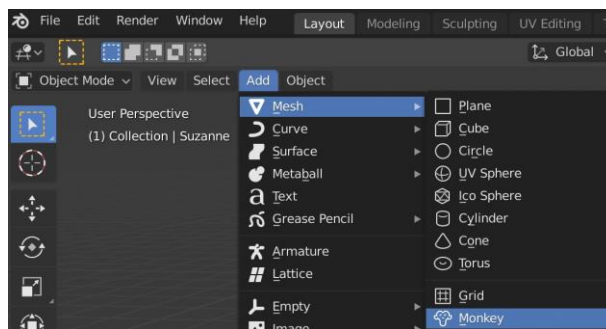 File Edit Render Window Help Layout Modeling Sculpting UV Editing
Global
Object Mode View Select Add Object
User Perspective
(1) Collection | Suzanne
Mesh
Curve
Surface
Metaball
Text
Grease Pencil
Armature
Lattice
Empty
Image
Plane
Cube
Circle
UV Sphere
Ico Sphere
Cylinder
Cone
Torus
Grid
Monkey